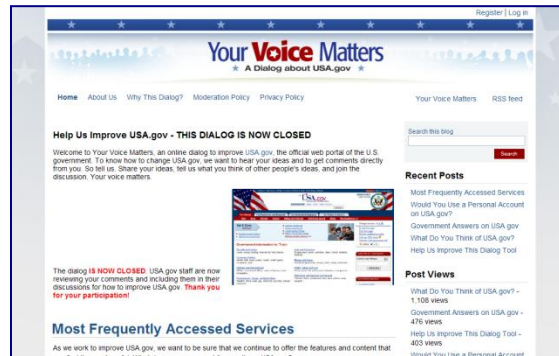 Register | Log in
Your Voice Matters
A Dialog about USA.gov
Home About Us Why This Dialog? Moderation Policy Privacy Policy
Your Voice Matters RSS feed
Help Us Improve USA.gov - THIS DIALOG IS NOW CLOSED
Welcome to Your Voice Matters, an online dialog to improve USA.gov, the official web portal of the U.S.
government. To know how to change USA.gov, we want to hear your ideas and to get comments directly
from you. So tell us. Share your ideas, tell us what you think of other people's ideas, and join the
discussion. Your voice matters.
USA.gov
The dialog IS NOW CLOSED. USA.gov staff are now
reviewing your comments and including them in their
discussions for how to improve USA.gov. Thank you
for your participation!
Most Frequently Accessed Services
As we work to improve USA.gov, we want to be sure that we continue to offer the features and content that
Search this blog
Search
Recent Posts
Most Frequently Accessed Services
Would You Use a Personal Account
on USA.gov?
Government Answers on USA.gov
What Do You Think of USA.gov?
Help Us Improve This Dialog Tool
Post Views
What Do You Think of USA.gov? -
1,108 views
Government Answers on USA.gov -
476 views
Help Us Improve This Dialog Tool -
403 views
Would You Use a Personal Account